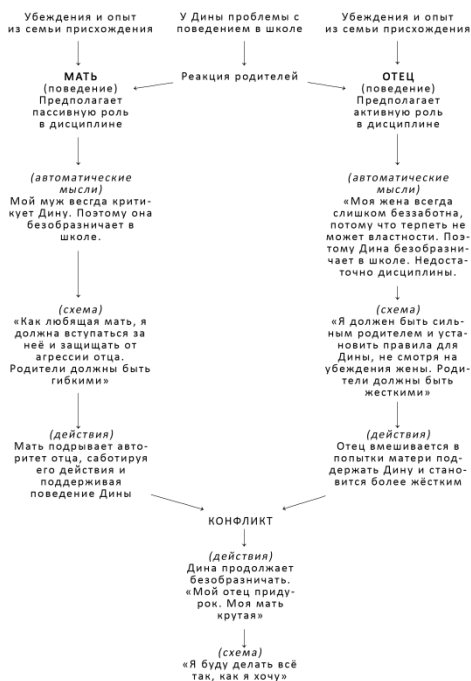 Убеждения и опыт
из семьи присхождения
У Дины проблемы с
поведением в школе
Убеждения и опыт
из семьи присхождения
МАТЬ
(поведение)
Предполагает
пассивную роль
в дисциплине
Реакция родителей
ОТЕЦ
(поведение)
Предполагает
активную роль
в дисциплине
(автоматические
мысли)
Мой муж весгда крити-
кует Дину. Поэтому она
безобразничает в
школе.
(автоматические
мысли)
«Моя жена всегда
слишком беззаботна,
потому что терпеть не
может властности. Поэ-
тому Дина безобразни-
чает в школе. Недоста-
точно дисциплины.
(схема)
«Как любящая мать, я
должна вступаться за
неё и защищать от
агрессии отца.
Родители должны быть
гибкими»
(схема)
«Я должен быть силь-
ным родителем и уста-
новить правила для
Дины, не смотря на
убеждения жены. Роди-
тели должны быть
жесткими»
(действия)
Мать подрывает авто-
ритет отца, саботируя
его действия и
поддерживая
поведение Дины
(действия)
Отец вмешивается в
попытки матери под-
держать Дину и стано-
вится более жёстким
КОНФЛИКТ
(действия)
Дина продолжает
безобразничать.
«Мой отец приду-
рок. Моя мать
крутая»
(схема)
«Я буду делать всё
так, как я хочу»